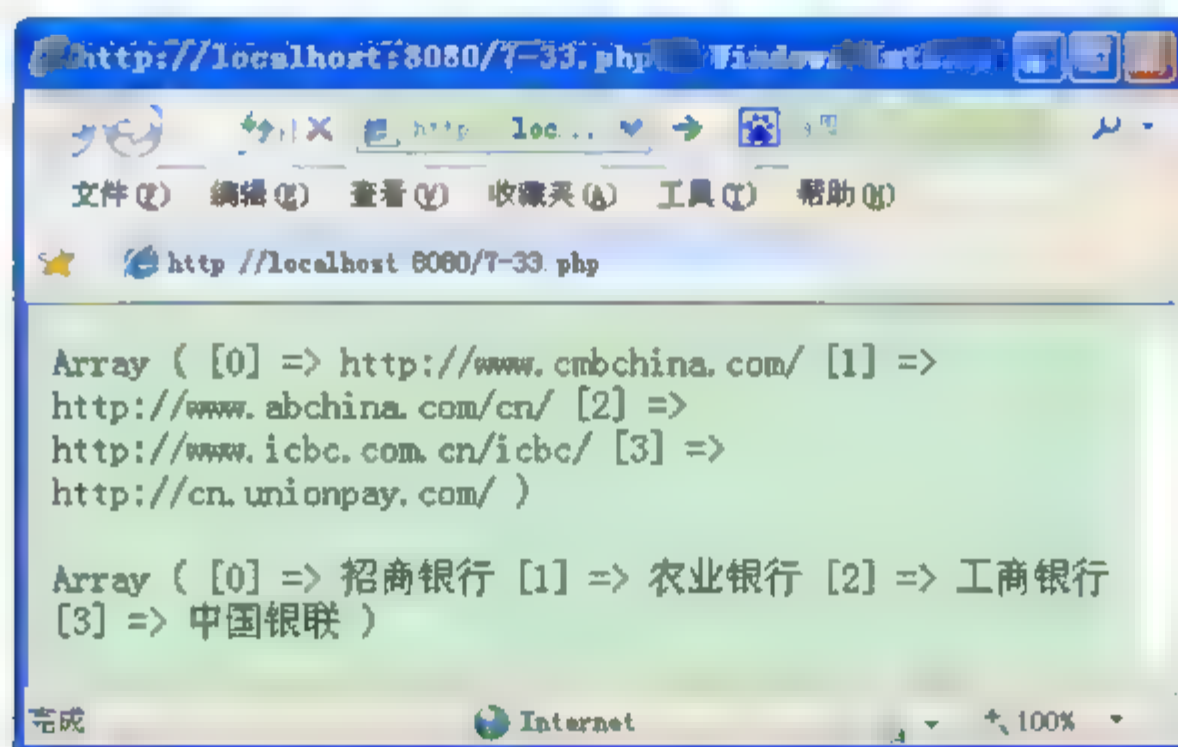 http://localhost:8080/7-33.php
http loc...
文件(F) 编辑(E) 查看(V) 收藏夹(A) 工具(T) 帮助(H)
http //localhost 8080/7-33.php
Array ( [0] => http://www.cmbchina.com/ [1] =>
http://www.abchina.com/cn/ [2] =>
http://www.icbc.com.cn/icbc/ [3] =>
http://cn.unionpay.com/ )
Array ( [0] => 招商银行 [1] => 农业银行 [2] => 工商银行
[3] => 中国银联 )
完成 Internet 100%